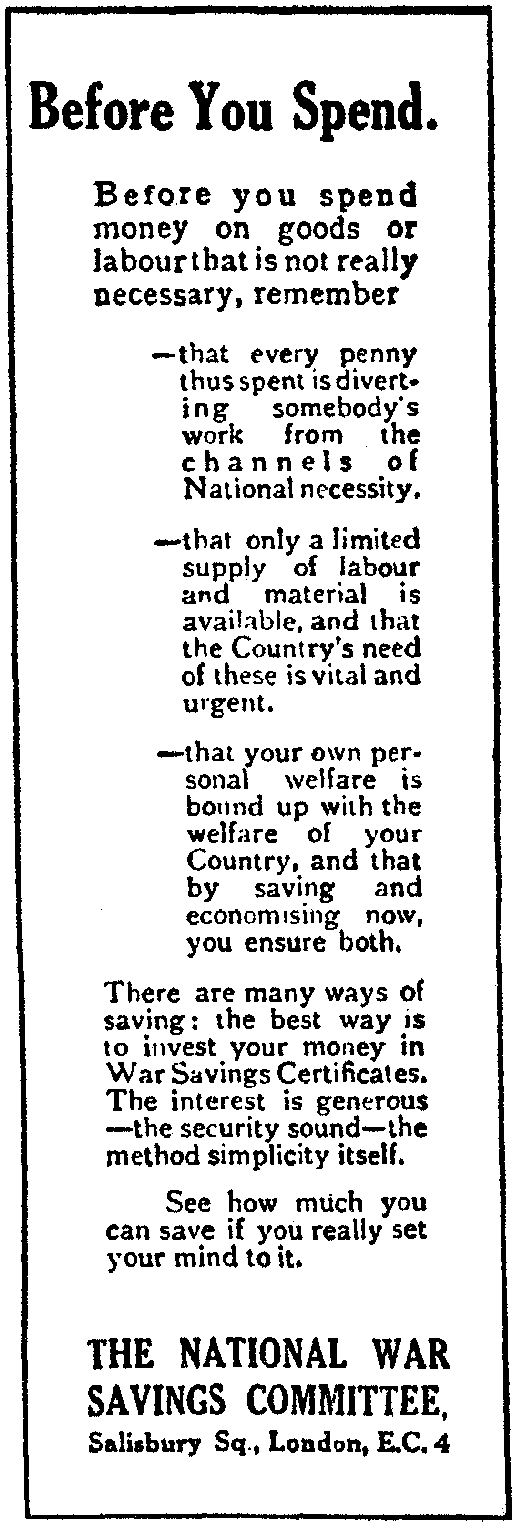 Before You Spend.
Before you spend
money on goods or
labour that is not really
necessary, remember
—that every penny
thus spent is divert-
ing somebody's
work from the
channels of
National necessity.
—that only a limited
supply of labour
and material is
available, and that
the Country's need
of these is vital and
urgent.
—that your own per-
sonal welfare is
bound up with the
welfare of your
Country, and that
by saving and
economising now,
you ensure both.
There are many ways of
saving: the best way is
to invest your money in
War Savings Certificates.
The interest is generous
—the security sound—the
method simplicity itself.
See how much you
can save if you really set
your mind to it.
THE NATIONAL WAR
SAVINGS COMMITTEE,
Salisbury Sq., London, E.C. 4